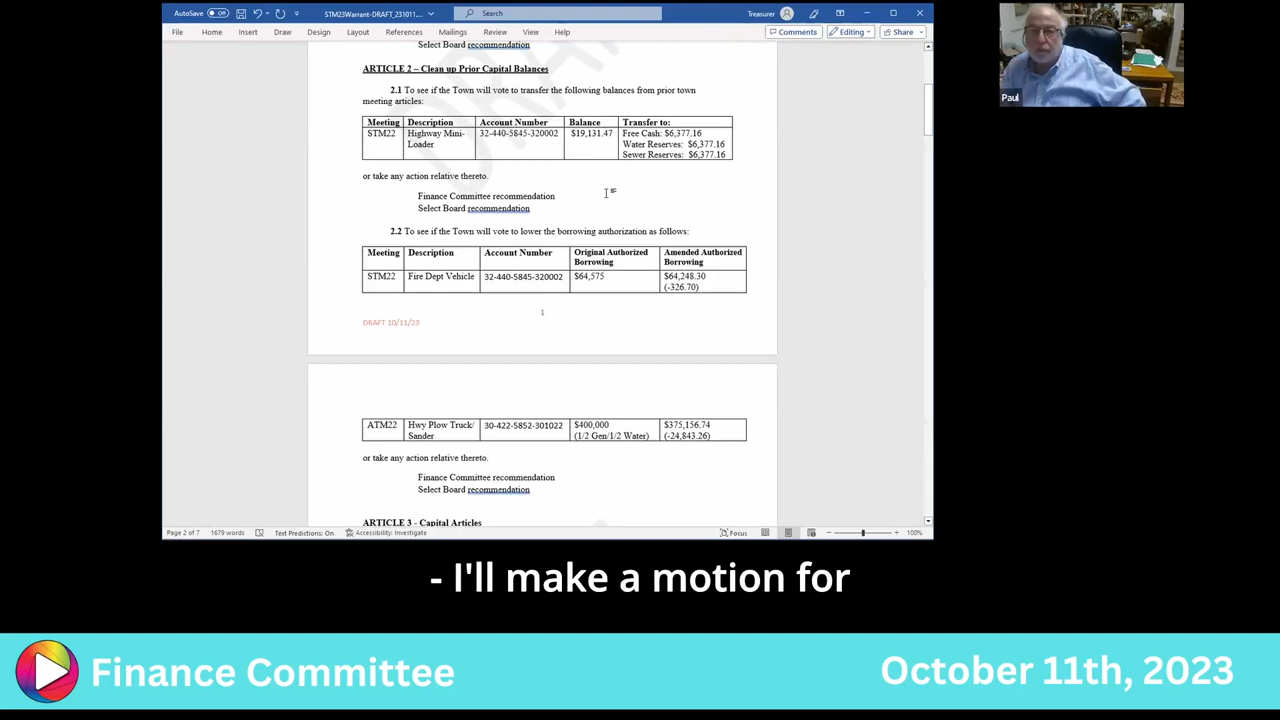 AutoSave Off STM23Warrant-DRAFT_231011... Search Treasurer
File Home Insert Draw Design Layout References Mailings Review View Help Comments Editing Share
Select Board recommendation
ARTICLE 2 – Clean up Prior Capital Balances
2.1 To see if the Town will vote to transfer the following balances from prior town
meeting articles:
Meeting Description Account Number Balance Transfer to:
STM22 Highway Mini- 32-440-5845-320002 $19,131.47 Free Cash: $6,377.16
Loader Water Reserves: $6,377.16
Sewer Reserves: $6,377.16
or take any action relative thereto.
Finance Committee recommendation
Select Board recommendation
2.2 To see if the Town will vote to lower the borrowing authorization as follows:
Meeting Description Account Number Original Authorized Amended Authorized
Borrowing Borrowing
STM22 Fire Dept Vehicle 32-440-5845-320002 $64,575 $64,248.30
(-326.70)
1
DRAFT 10/11/23
ATM22 Hwy Plow Truck/ 30-422-5852-301022 $400,000 $375,156.74
Sander (1/2 Gen/1/2 Water) (-24,843.26)
or take any action relative thereto.
Finance Committee recommendation
Select Board recommendation
ARTICLE 3 - Capital Articles
Page 2 of 7 1679 words Text Predictions: On Accessibility: Investigate Focus 100%
Paul
- I'll make a motion for
Finance Committee
October 11th, 2023